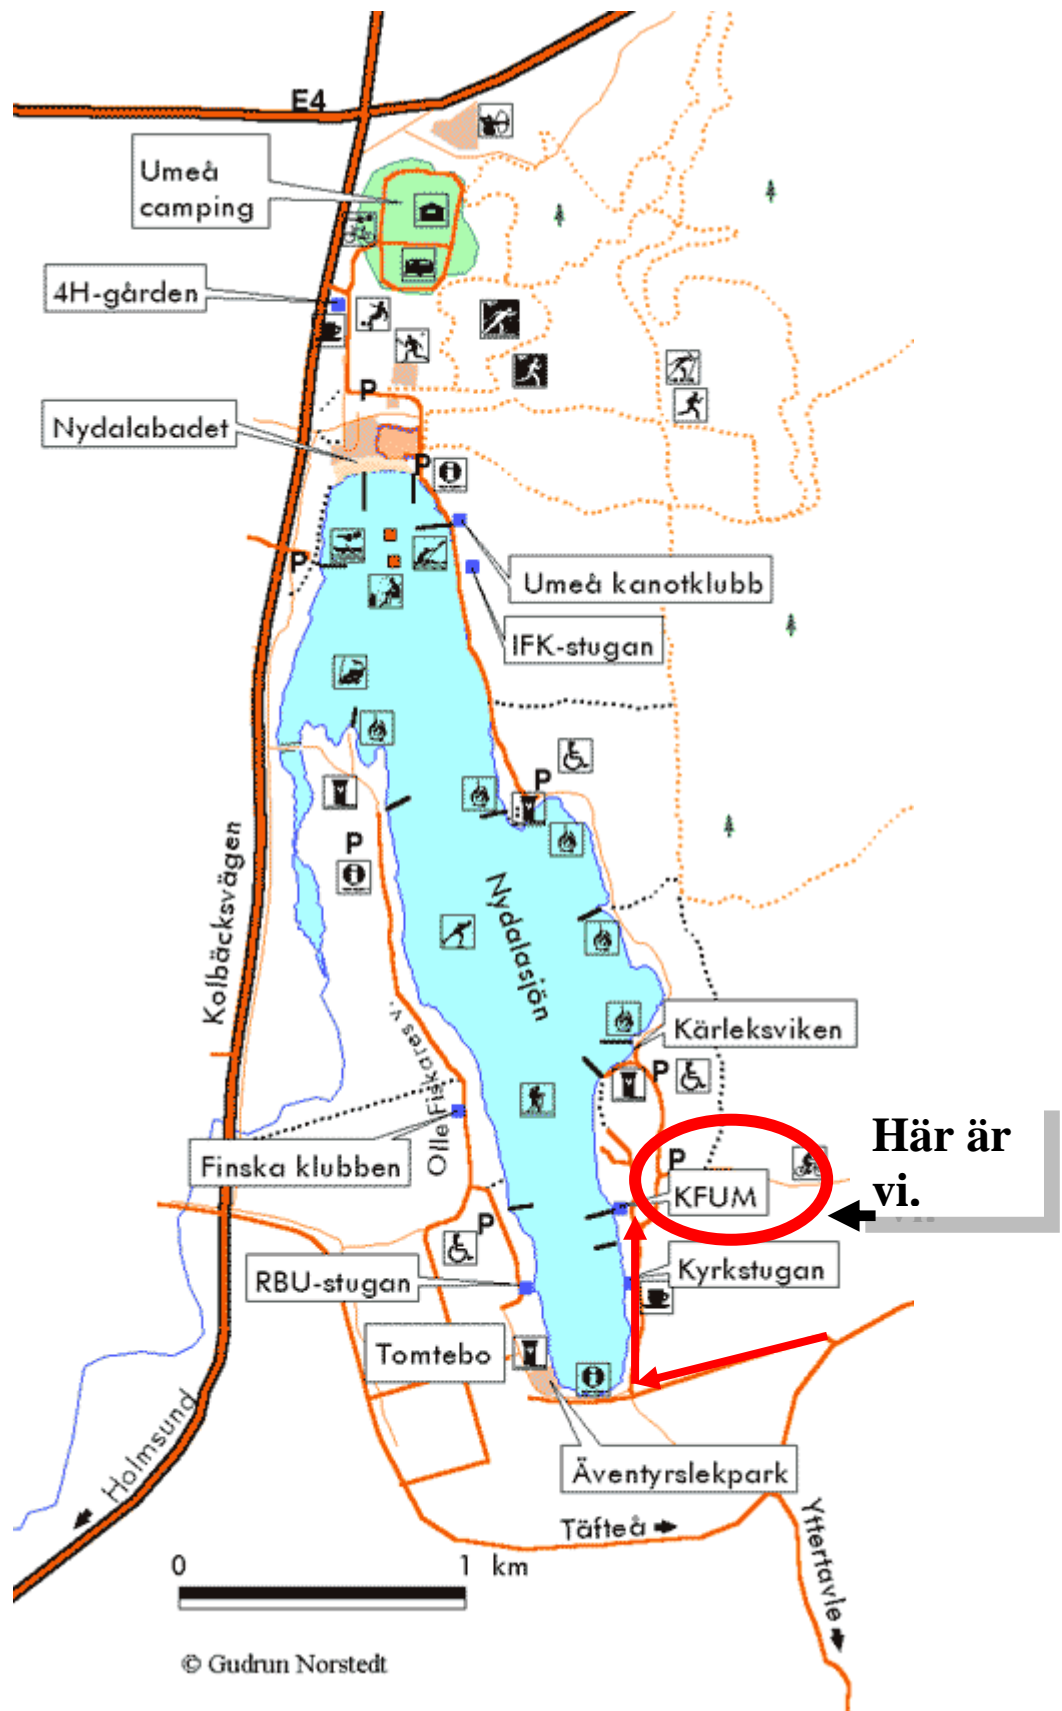 E4
Umeå
camping
4H-gården
P
Nydalabadet
P
P
Umeå kanotklubb
IFK-stugan
P
Kolbäcksvägen
P
Nydalasjön
Kärleksviken
P
Olle Fiskares v.
Här är
vi.
P
Finska klubben
KFUM
P
RBU-stugan
Kyrkstugan
Tomtebo
Holmsund
Äventyrslekpark
Täfteå
Yttertavle
0 1 km
© Gudrun Norstedt